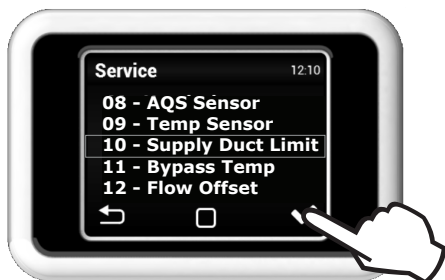 Service 12:10
08 - AQS Sensor
09 - Temp Sensor
10 - Supply Duct Limit
11 - Bypass Temp
12 - Flow Offset